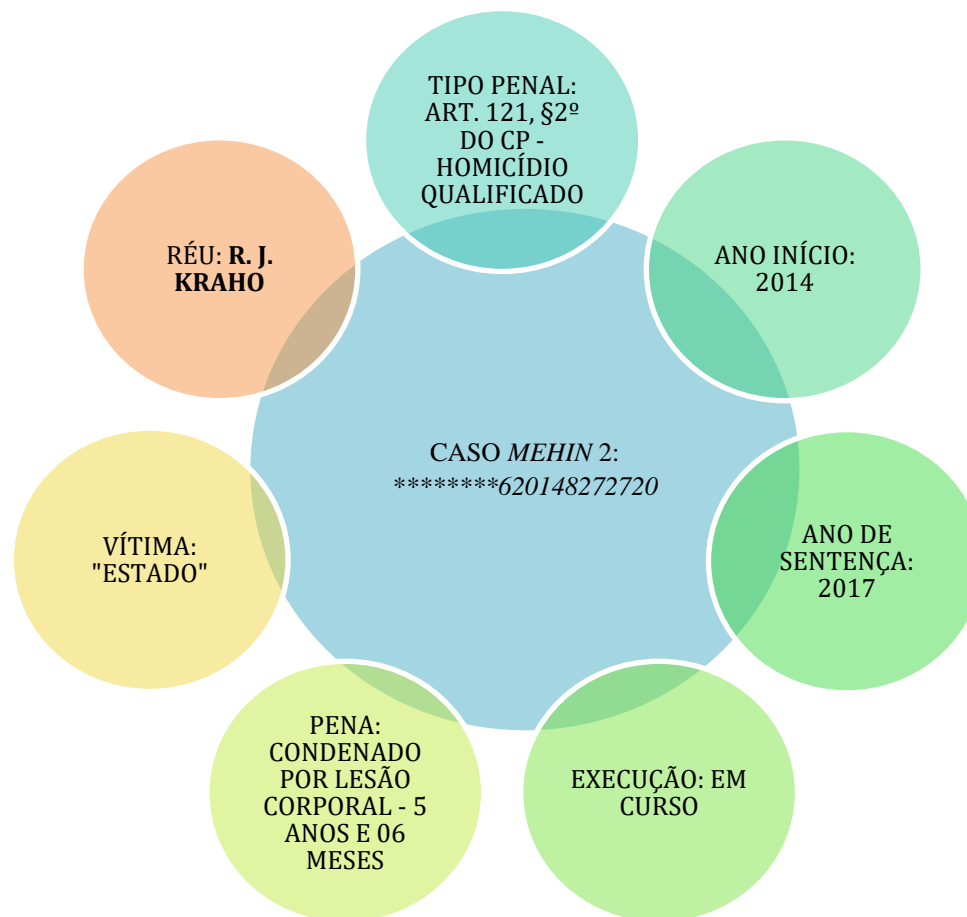 TIPO PENAL:
ART. 121, §2º
DO CP -
HOMICÍDIO
QUALIFICADO
RÉU: R. J.
KRAHO
ANO INÍCIO:
2014
CASO MEHIN 2:
********620148272720
VÍTIMA:
"ESTADO"
ANO DE
SENTENÇA:
2017
PENA:
CONDENADO
POR LESÃO
CORPORAL - 5
ANOS E 06
MESES
EXECUÇÃO: EM
CURSO